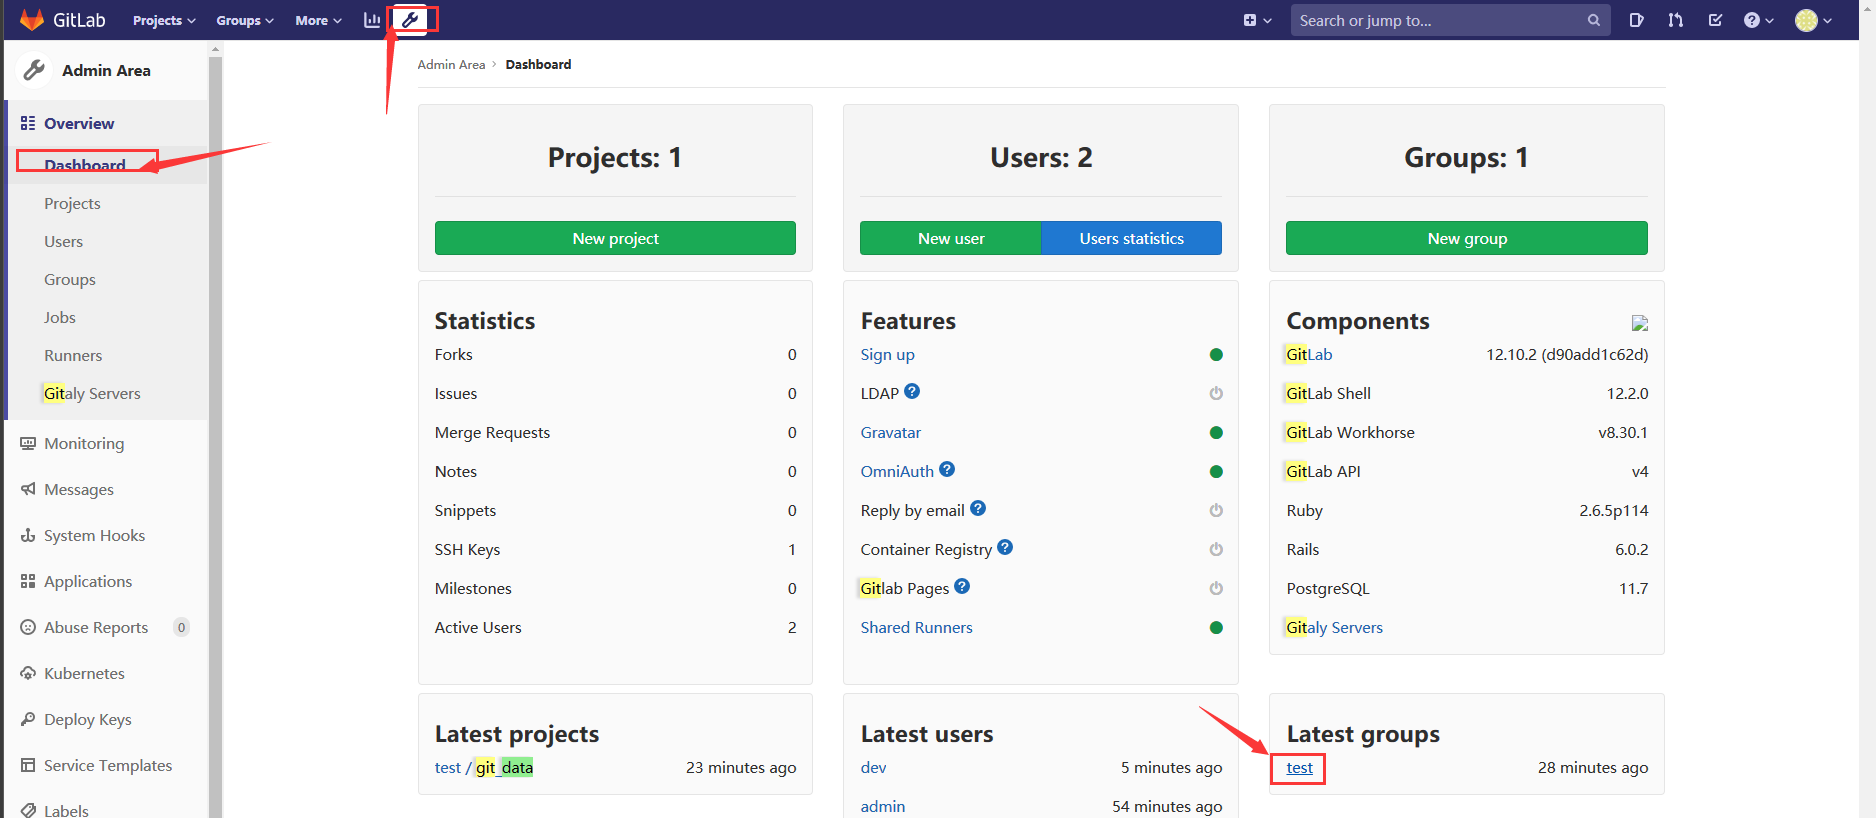 GitLab Projects Groups More Search or jump to...
Admin Area
Overview
Dashboard
Projects
Users
Groups
Jobs
Runners
Gitaly Servers
Monitoring
Messages
System Hooks
Applications
Abuse Reports 0
Kubernetes
Deploy Keys
Service Templates
Labels
Admin Area > Dashboard
Projects: 1
New project
Users: 2
New user Users statistics
Groups: 1
New group
Statistics
Forks 0
Issues 0
Merge Requests 0
Notes 0
Snippets 0
SSH Keys 1
Milestones 0
Active Users 2
Features
Sign up
LDAP ?
Gravatar
OmniAuth ?
Reply by email ?
Container Registry ?
Gitlab Pages ?
Shared Runners
Components
GitLab 12.10.2 (d90add1c62d)
GitLab Shell 12.2.0
GitLab Workhorse v8.30.1
GitLab API v4
Ruby 2.6.5p114
Rails 6.0.2
PostgreSQL 11.7
Gitaly Servers
Latest projects
test / git_data 23 minutes ago
Latest users
dev 5 minutes ago
admin 54 minutes ago
Latest groups
test 28 minutes ago